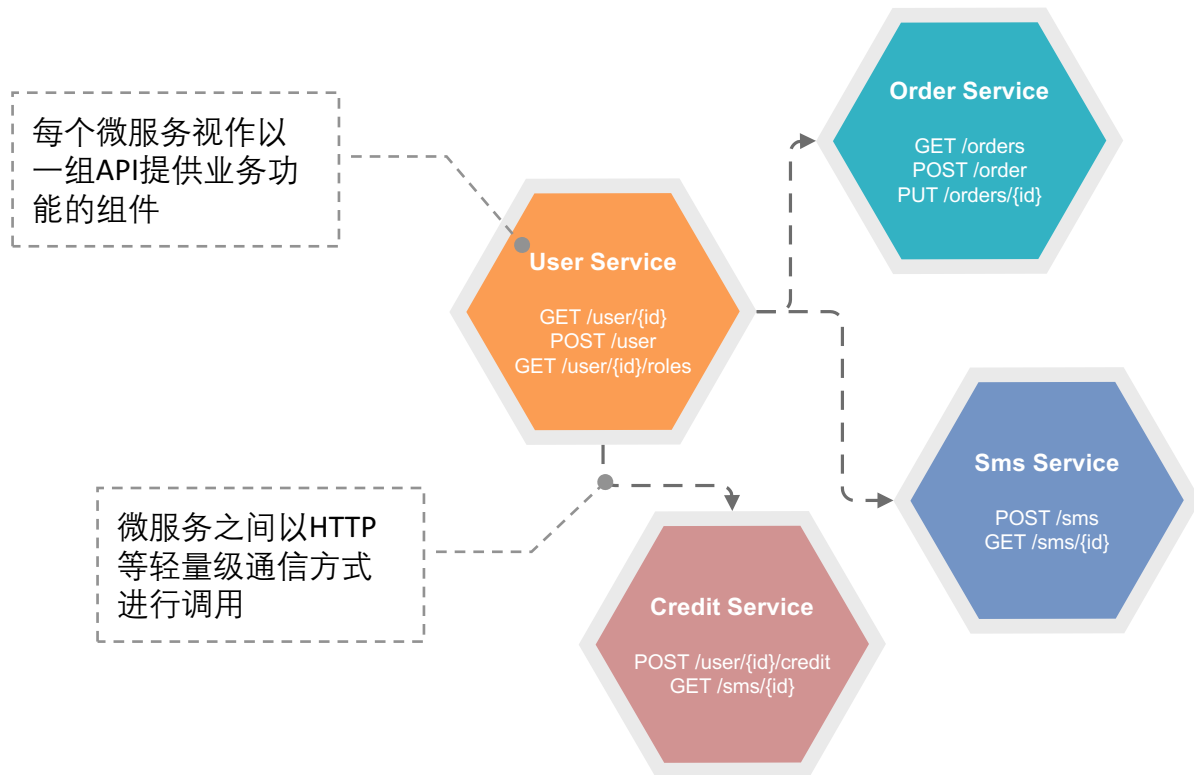 每个微服务视作以
一组API提供业务功
能的组件
Order Service
GET /orders
POST /order
PUT /orders/{id}
User Service
GET /user/{id}
POST /user
GET /user/{id}/roles
Sms Service
POST /sms
GET /sms/{id}
微服务之间以HTTP
等轻量级通信方式
进行调用
Credit Service
POST /user/{id}/credit
GET /sms/{id}